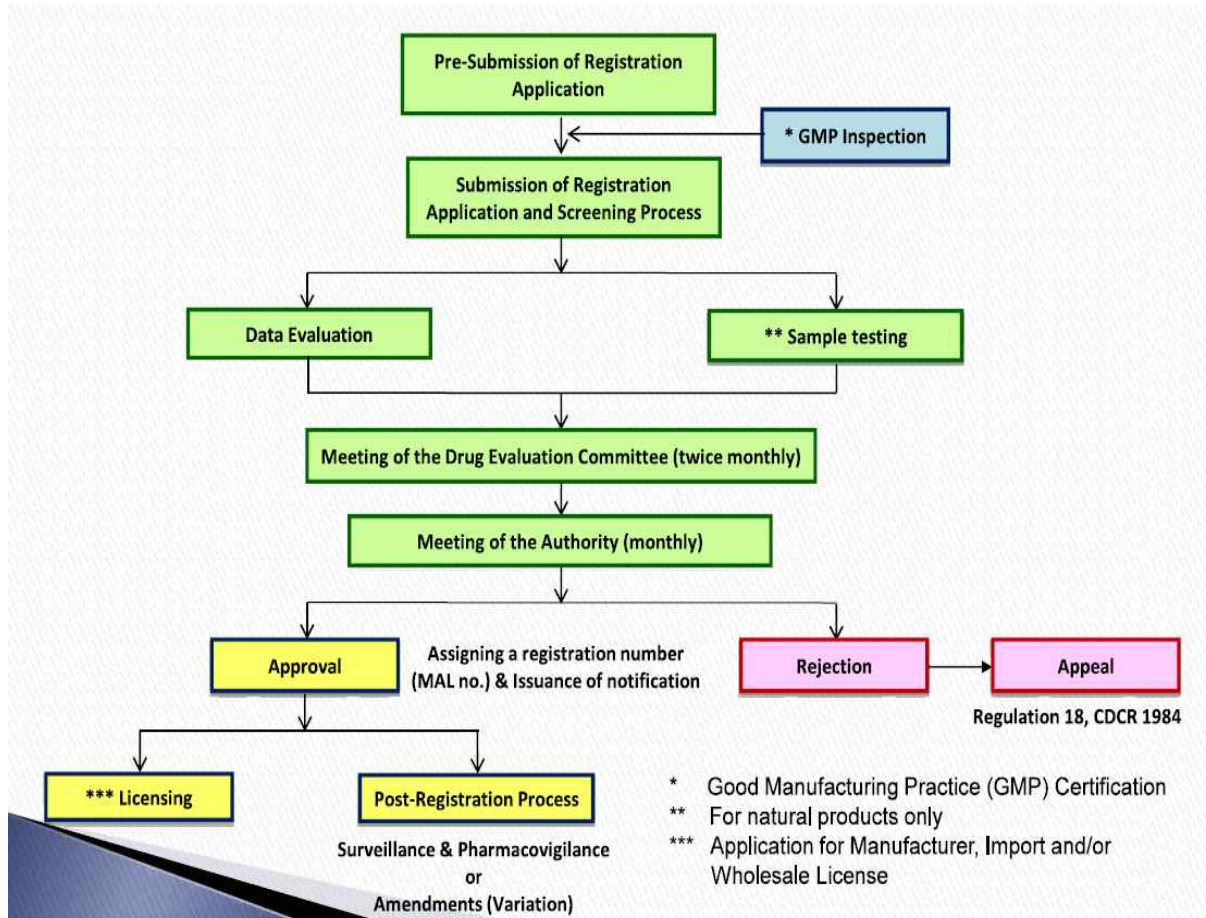 Pre-Submission of Registration
Application
* GMP Inspection
Submission of Registration
Application and Screening Process
Data Evaluation
** Sample testing
Meeting of the Drug Evaluation Committee (twice monthly)
Meeting of the Authority (monthly)
Approval
Assigning a registration number
(MAL no.) & Issuance of notification
Rejection
Appeal
Regulation 18, CDCR 1984
*** Licensing
Post-Registration Process
Surveillance & Pharmacovigilance
or
Amendments (Variation)
* Good Manufacturing Practice (GMP) Certification
** For natural products only
*** Application for Manufacturer, Import and/or
Wholesale License